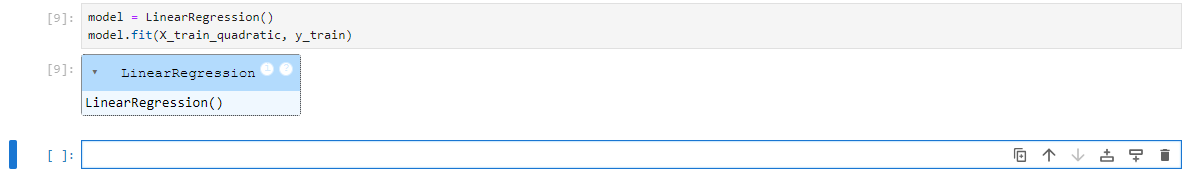 [9]: model = LinearRegression()
model.fit(X_train_quadratic, y_train)
[9]: ▾ LinearRegression i ?
LinearRegression()
[ ]: